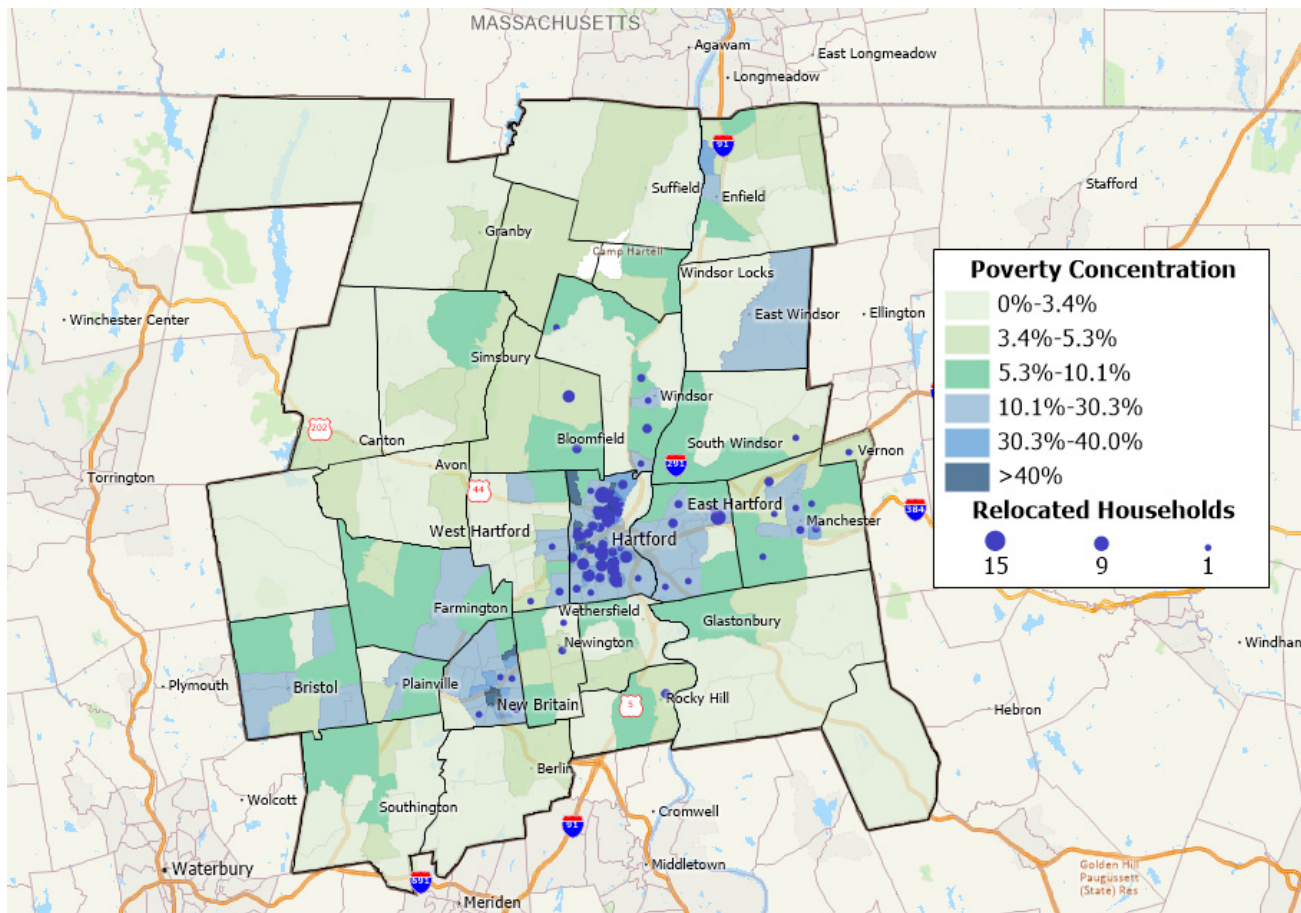 MASSACHUSETTS
Agawam
East Longmeadow
Longmeadow
91
Suffield
Enfield
Stafford
Granby
Camp Hartell
Windsor Locks
East Windsor
Ellington
Winchester Center
Simsbury
Windsor
202
Canton
Bloomfield
South Windsor
Vernon
Avon
291
Torrington
44
East Hartford
Manchester
384
West Hartford
Hartford
Farmington
Wethersfield
Glastonbury
Newington
Windham
Plymouth
Bristol
Plainville
New Britain
Rocky Hill
5
Hebron
Berlin
Wolcott
Southington
Cromwell
91
Waterbury
Middletown
Golden Hill
Paugussett
(State) Res
691
Meriden
Poverty Concentration
0%-3.4%
3.4%-5.3%
5.3%-10.1%
10.1%-30.3%
30.3%-40.0%
>40%
Relocated Households
15
9
1